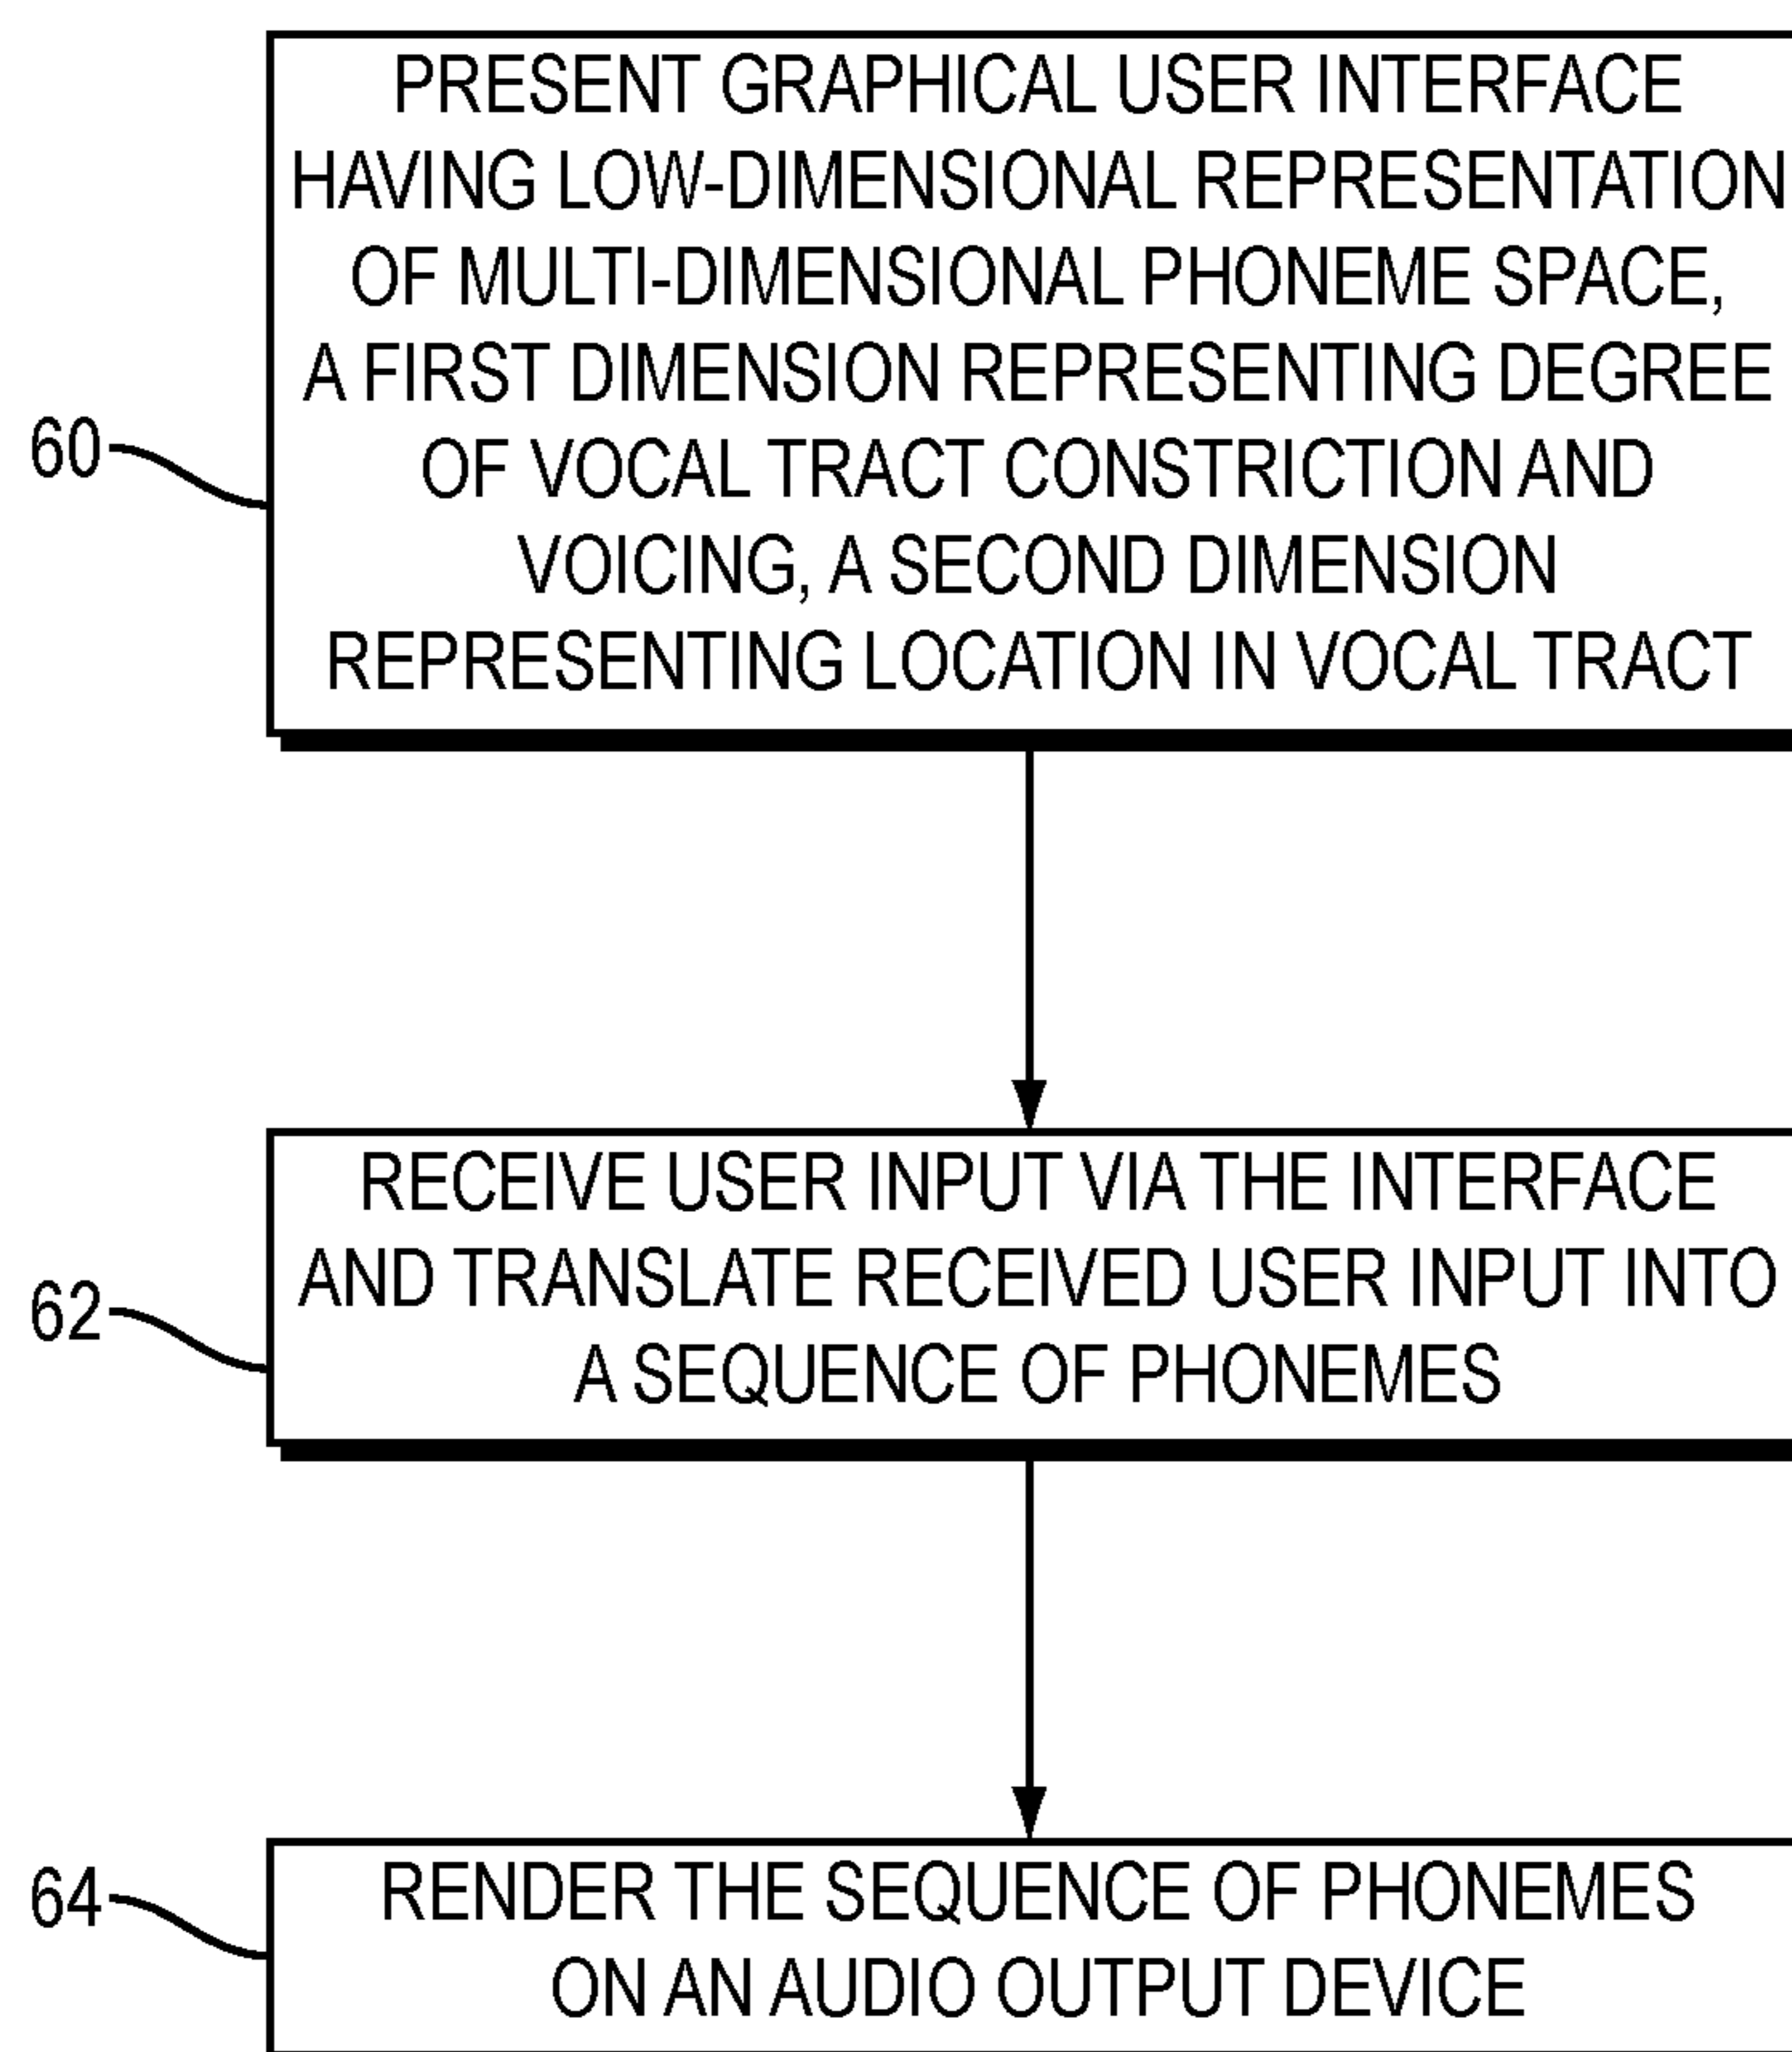 PRESENT GRAPHICAL USER INTERFACE
HAVING LOW-DIMENSIONAL REPRESENTATION
OF MULTI-DIMENSIONAL PHONEME SPACE,
A FIRST DIMENSION REPRESENTING DEGREE
60
OF VOCAL TRACT CONSTRICTION AND
VOICING, A SECOND DIMENSION
REPRESENTING LOCATION IN VOCAL TRACT
RECEIVE USER INPUT VIA THE INTERFACE
AND TRANSLATE RECEIVED USER INPUT INTO
62
A SEQUENCE OF PHONEMES
RENDER THE SEQUENCE OF PHONEMES
64
ON AN AUDIO OUTPUT DEVICE